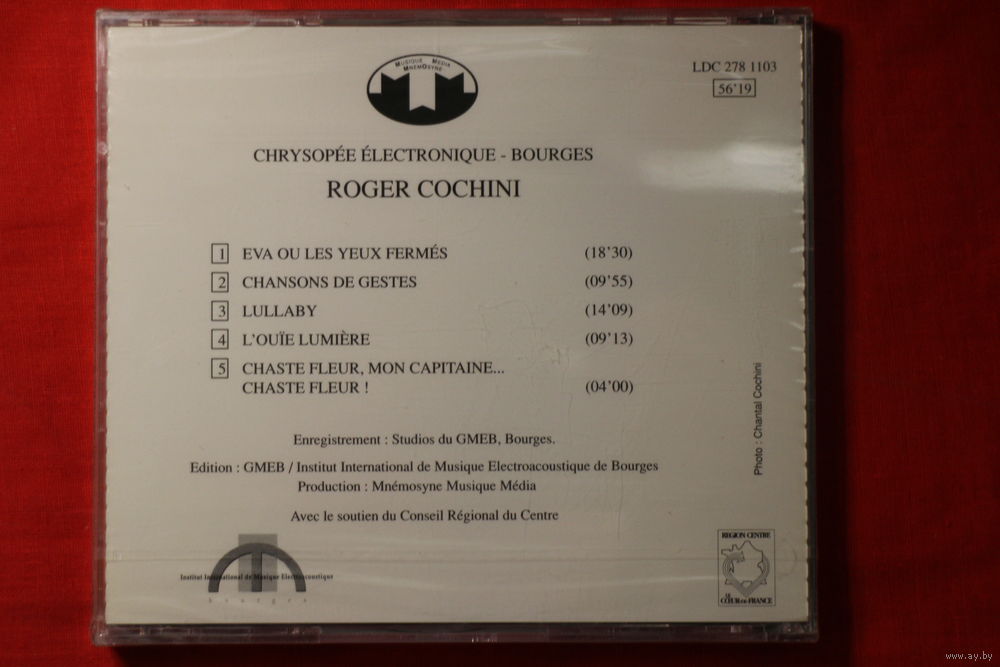 MUSIQUE MÉDIA
MNÉMOSYNE
LDC 278 1103
56'19
CHRYSOPÉE ÉLECTRONIQUE - BOURGES
ROGER COCHINI
1 EVA OU LES YEUX FERMÉS (18'30)
2 CHANSONS DE GESTES (09'55)
3 LULLABY (14'09)
4 L'OUÏE LUMIÈRE (09'13)
5 CHASTE FLEUR, MON CAPITAINE...
CHASTE FLEUR ! (04'00)
Photo : Chantal Cochini
Enregistrement : Studios du GMEB, Bourges.
Edition : GMEB / Institut International de Musique Electroacoustique de Bourges
Production : Mnémosyne Musique Média
Avec le soutien du Conseil Régional du Centre
Institut International de Musique Electroacoustique
bourges
REGION CENTRE
LE
CŒUR DE FRANCE
www.ay.by